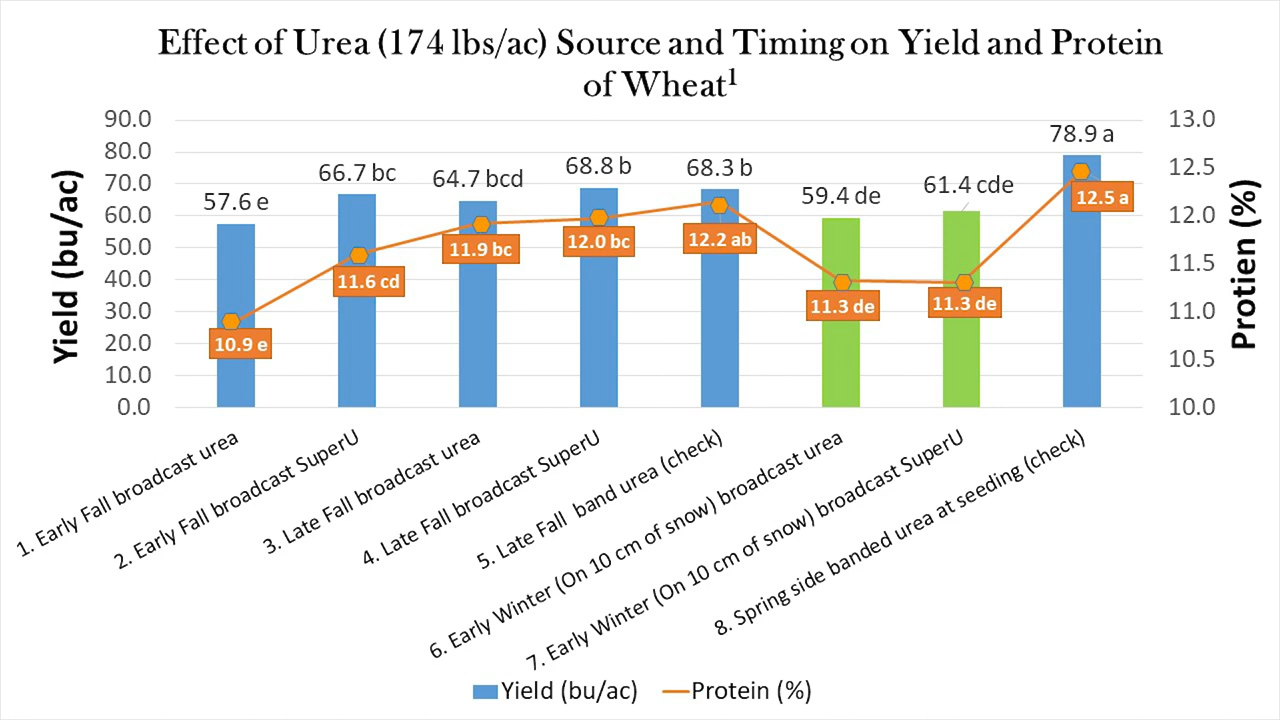 Effect of Urea (174 lbs/ac) Source and Timing on Yield and Protein
of Wheat¹
Yield (bu/ac)
90.0
80.0
70.0
60.0
50.0
40.0
30.0
20.0
10.0
0.0
57.6 e
66.7 bc
64.7 bcd
68.8 b
68.3 b
59.4 de
61.4 cde
78.9 a
10.9 e
11.6 cd
11.9 bc
12.0 bc
12.2 ab
11.3 de
11.3 de
12.5 a
13.0
12.5
12.0
11.5
11.0
10.5
10.0
Protien (%)
1. Early Fall broadcast urea
2. Early Fall broadcast SuperU
3. Late Fall broadcast urea
4. Late Fall broadcast SuperU
5. Late Fall band urea (check)
6. Early Winter (On 10 cm of snow) broadcast urea
7. Early Winter (On 10 cm of snow) broadcast SuperU
8. Spring side banded urea at seeding (check)
Yield (bu/ac)
Protein (%)